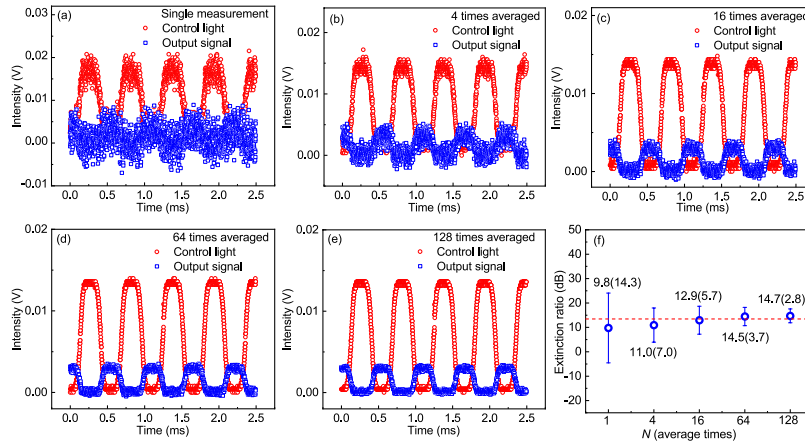 (a) Single measurement
Control light
Output signal
Intensity (V)
0.03
0.02
0.01
0.00
-0.01
0.0 0.5 1.0 1.5 2.0 2.5
Time (ms)
(b) 4 times averaged
Control light
Output signal
Intensity (V)
0.02
0.01
0.00
0.0 0.5 1.0 1.5 2.0 2.5
Time (ms)
(c) 16 times averaged
Control light
Output signal
Intensity (V)
0.02
0.01
0.00
0.0 0.5 1.0 1.5 2.0 2.5
Time (ms)
(d) 64 times averaged
Control light
Output signal
Intensity (V)
0.02
0.01
0.00
0.0 0.5 1.0 1.5 2.0 2.5
Time (ms)
(e) 128 times averaged
Control light
Output signal
Intensity (V)
0.02
0.01
0.00
0.0 0.5 1.0 1.5 2.0 2.5
Time (ms)
(f)
Extinction ratio (dB)
50
40
30
20
10
0
-10
-20
9.8(14.3)
11.0(7.0)
12.9(5.7)
14.5(3.7)
14.7(2.8)
1 4 16 64 128
N (average times)